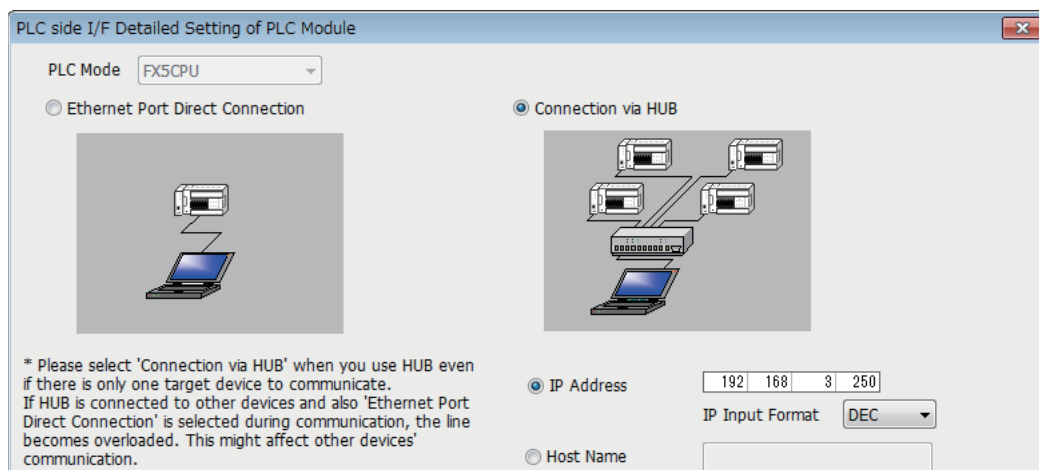 PLC side I/F Detailed Setting of PLC Module
PLC Mode FX5CPU
Ethernet Port Direct Connection
Connection via HUB
* Please select 'Connection via HUB' when you use HUB even
if there is only one target device to communicate.
If HUB is connected to other devices and also 'Ethernet Port
Direct Connection' is selected during communication, the line
becomes overloaded. This might affect other devices'
communication.
IP Address 192 168 3 250
IP Input Format DEC
Host Name